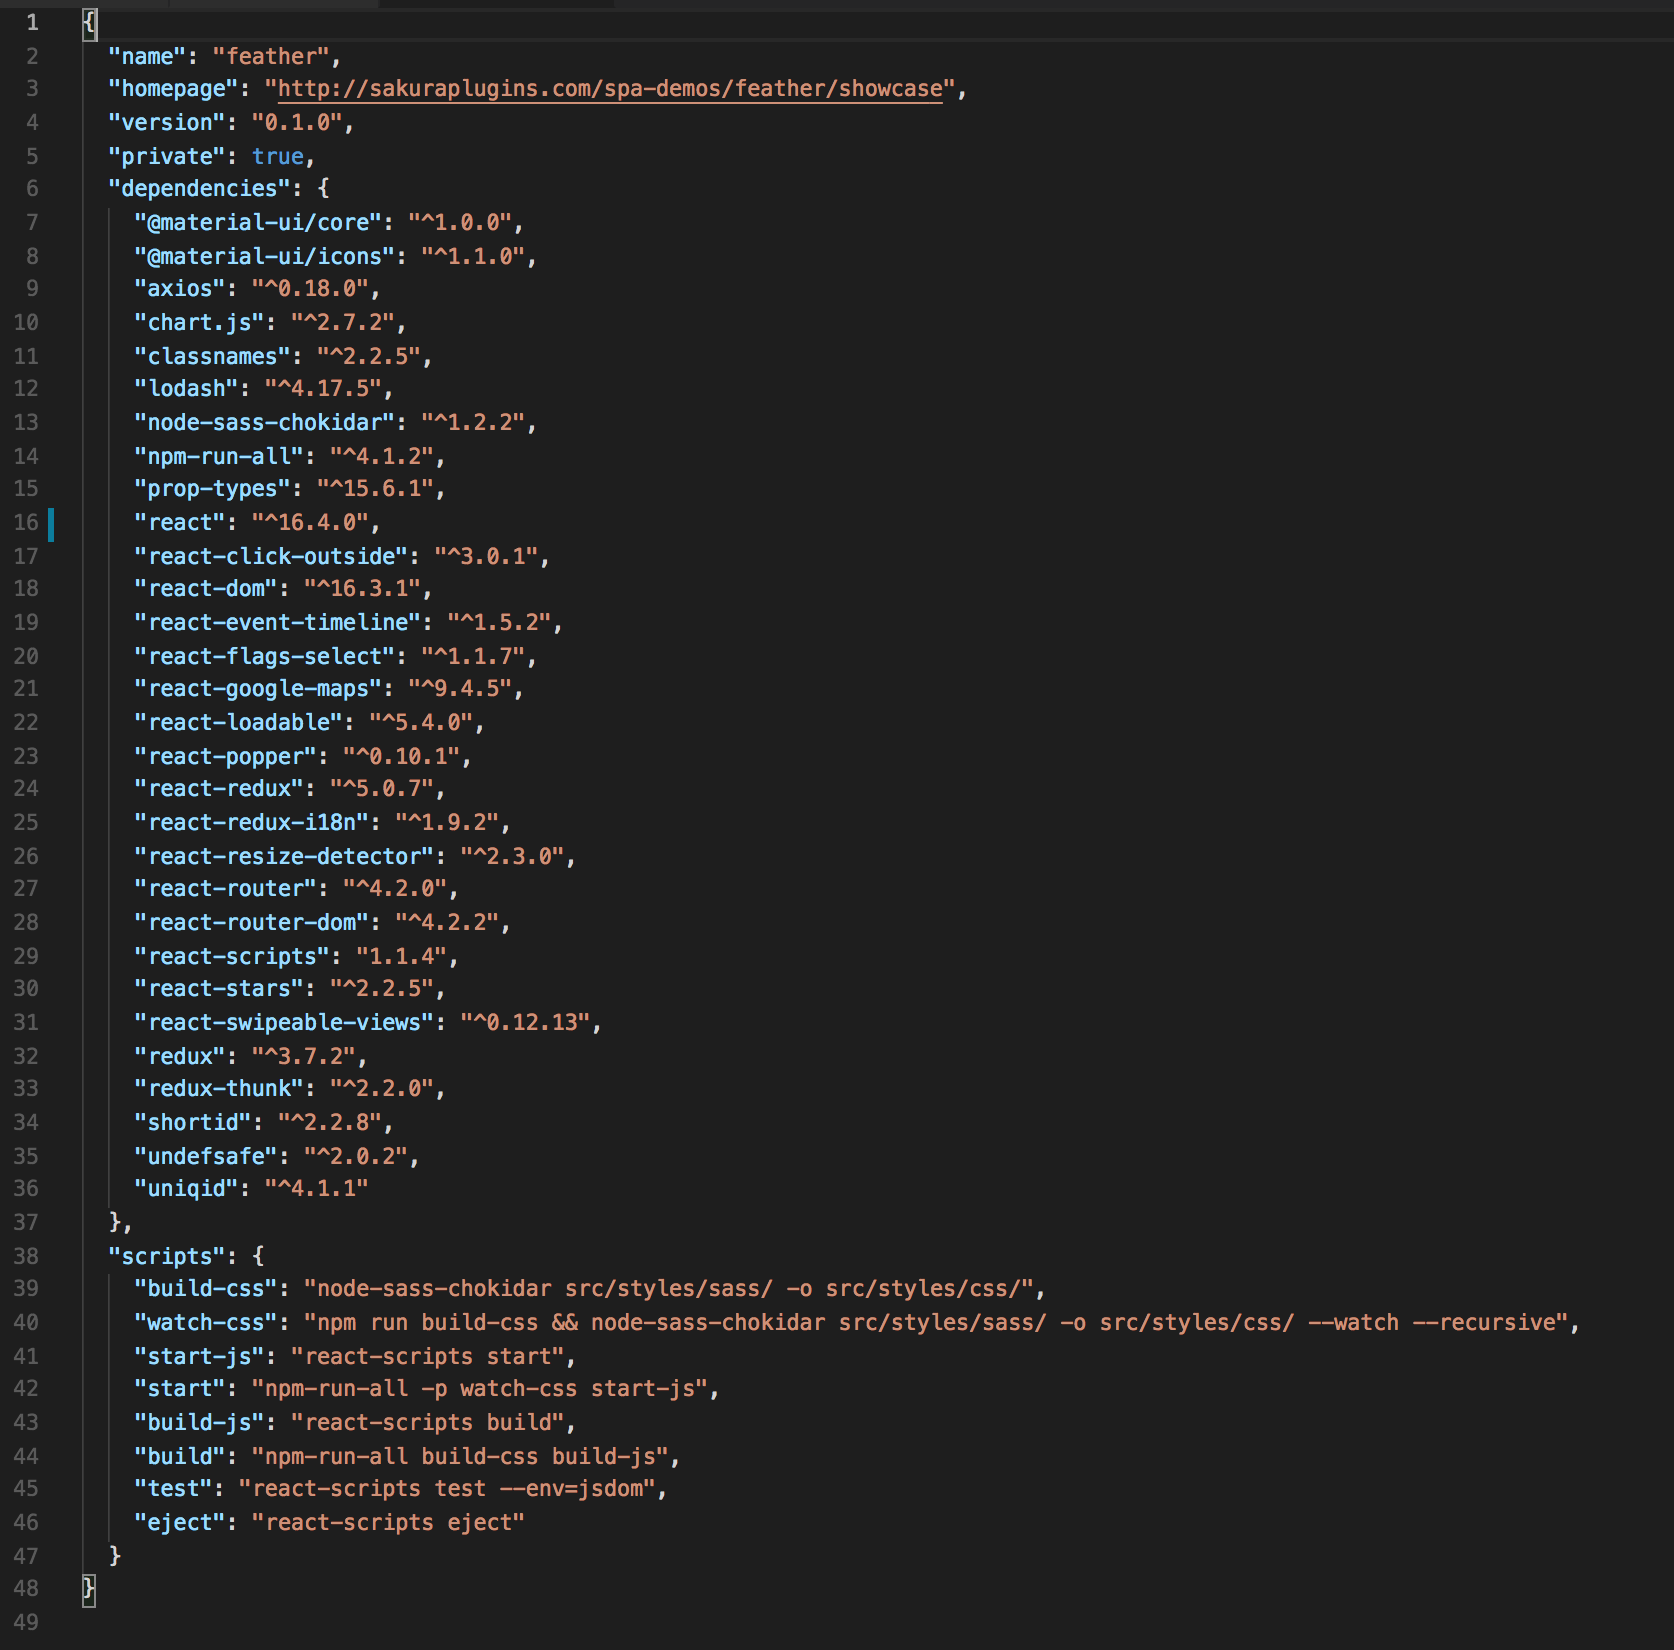 1 {
2 "name": "feather",
3 "homepage": "http://sakuraplugins.com/spa-demos/feather/showcase",
4 "version": "0.1.0",
5 "private": true,
6 "dependencies": {
7 "@material-ui/core": "^1.0.0",
8 "@material-ui/icons": "^1.1.0",
9 "axios": "^0.18.0",
10 "chart.js": "^2.7.2",
11 "classnames": "^2.2.5",
12 "lodash": "^4.17.5",
13 "node-sass-chokidar": "^1.2.2",
14 "npm-run-all": "^4.1.2",
15 "prop-types": "^15.6.1",
16 "react": "^16.4.0",
17 "react-click-outside": "^3.0.1",
18 "react-dom": "^16.3.1",
19 "react-event-timeline": "^1.5.2",
20 "react-flags-select": "^1.1.7",
21 "react-google-maps": "^9.4.5",
22 "react-loadable": "^5.4.0",
23 "react-popper": "^0.10.1",
24 "react-redux": "^5.0.7",
25 "react-redux-i18n": "^1.9.2",
26 "react-resize-detector": "^2.3.0",
27 "react-router": "^4.2.0",
28 "react-router-dom": "^4.2.2",
29 "react-scripts": "1.1.4",
30 "react-stars": "^2.2.5",
31 "react-swipeable-views": "^0.12.13",
32 "redux": "^3.7.2",
33 "redux-thunk": "^2.2.0",
34 "shortid": "^2.2.8",
35 "undefsafe": "^2.0.2",
36 "uniqid": "^4.1.1"
37 },
38 "scripts": {
39 "build-css": "node-sass-chokidar src/styles/sass/ -o src/styles/css/",
40 "watch-css": "npm run build-css && node-sass-chokidar src/styles/sass/ -o src/styles/css/ --watch --recursive",
41 "start-js": "react-scripts start",
42 "start": "npm-run-all -p watch-css start-js",
43 "build-js": "react-scripts build",
44 "build": "npm-run-all build-css build-js",
45 "test": "react-scripts test --env=jsdom",
46 "eject": "react-scripts eject"
47 }
48 }
49